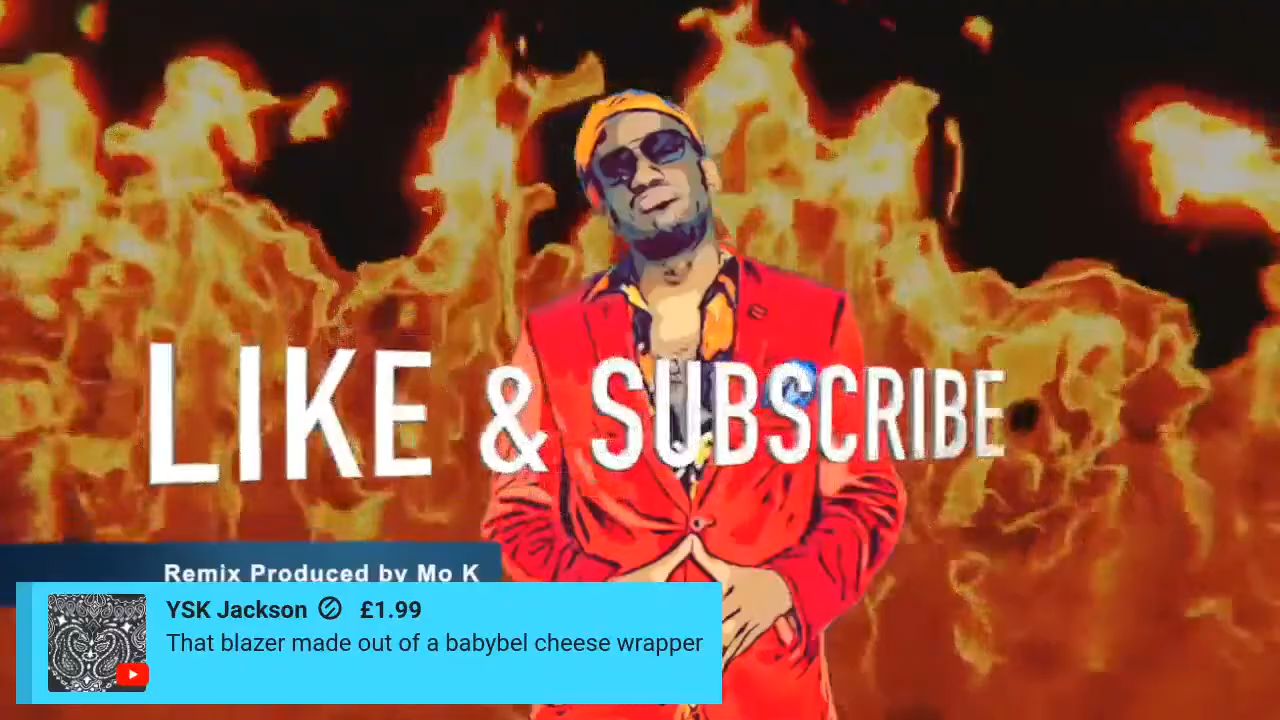 LIKE & SUBSCRIBE
Remix Produced by Mo K
YSK Jackson £1.99
That blazer made out of a babybel cheese wrapper